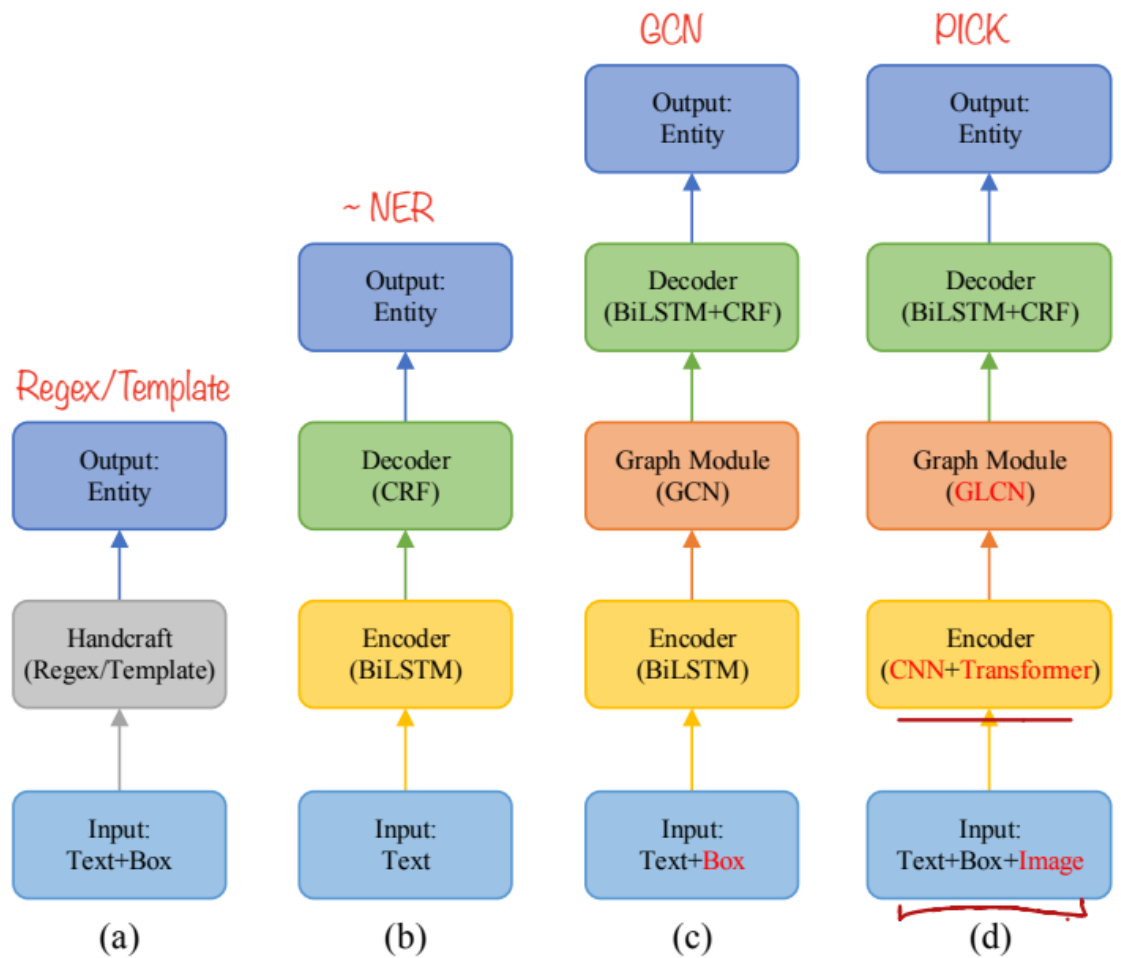 GCN
PICK
Output:
Entity
Output:
Entity
~ NER
Output:
Entity
Decoder
(BiLSTM+CRF)
Decoder
(BiLSTM+CRF)
Regex/Template
Output:
Entity
Decoder
(CRF)
Graph Module
(GCN)
Graph Module
(GLCN)
Handcraft
(Regex/Template)
Encoder
(BiLSTM)
Encoder
(BiLSTM)
Encoder
(CNN+Transformer)
Input:
Text+Box
Input:
Text
Input:
Text+Box
Input:
Text+Box+Image
(a)
(b)
(c)
(d)